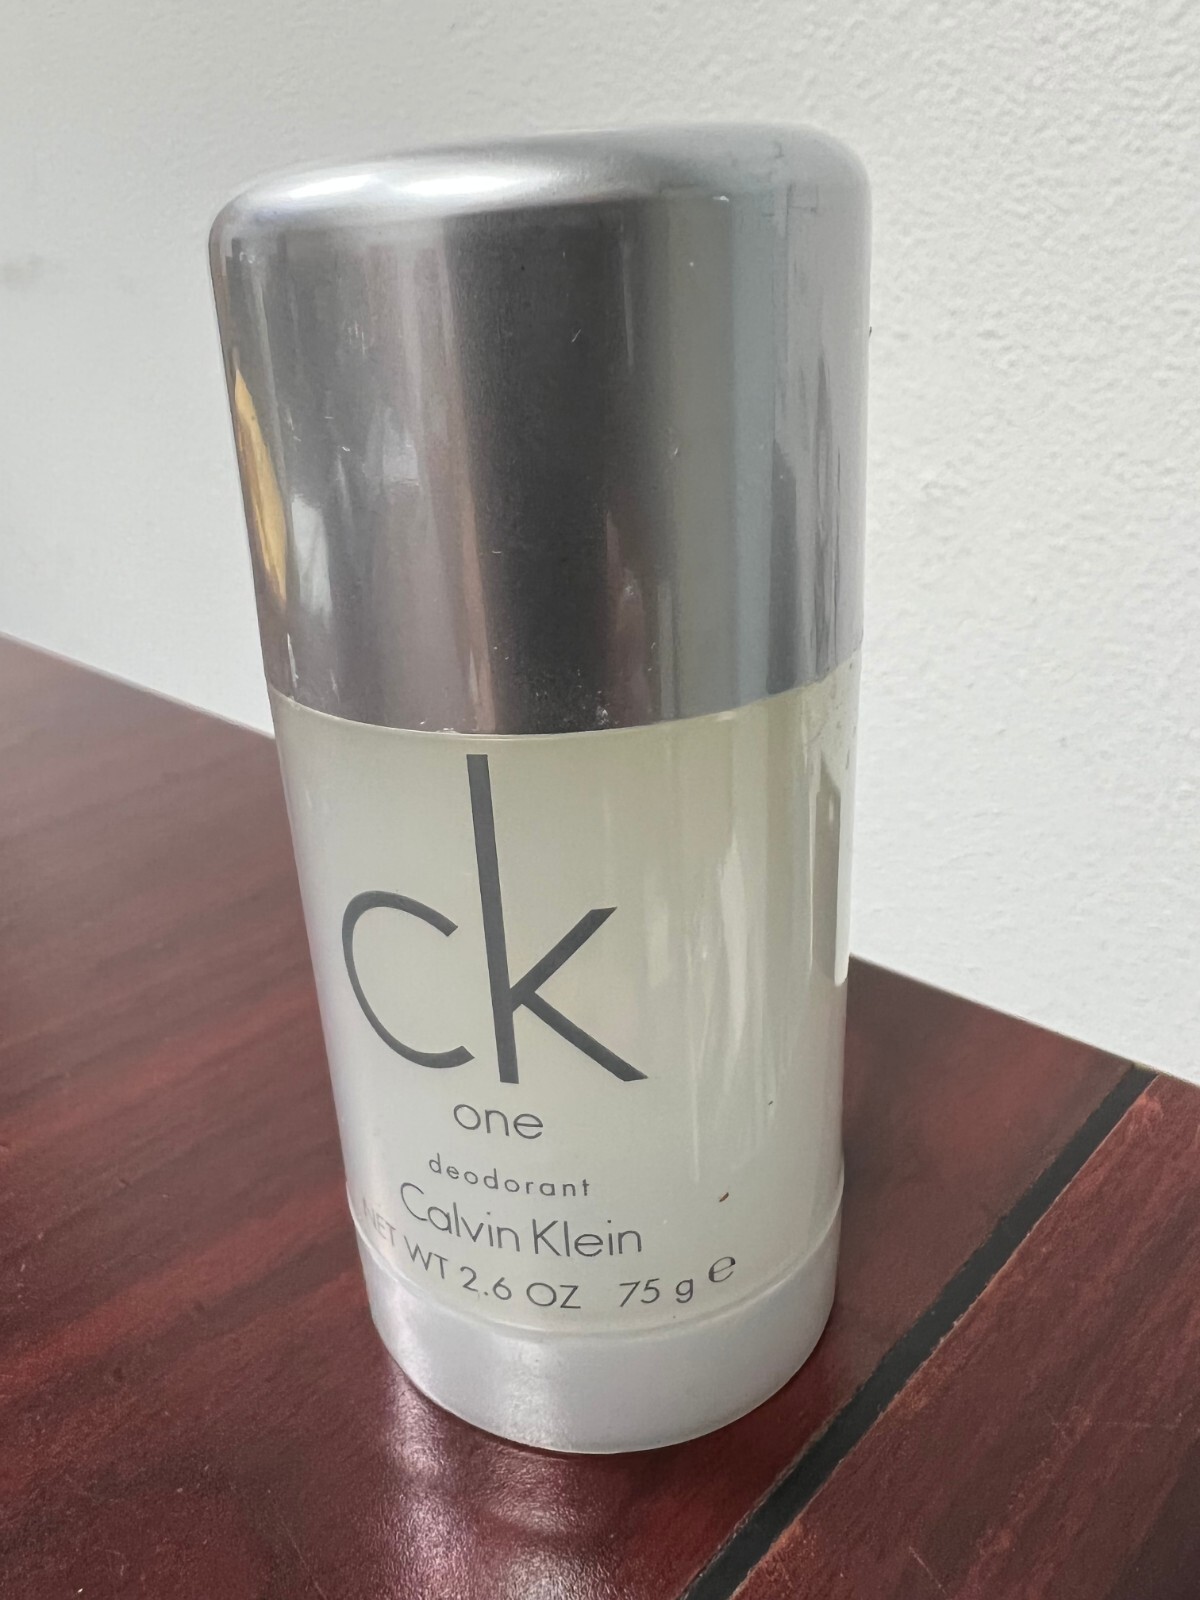 ck
one
deodorant
Calvin Klein
NET WT 2.6 OZ 75 g ℮